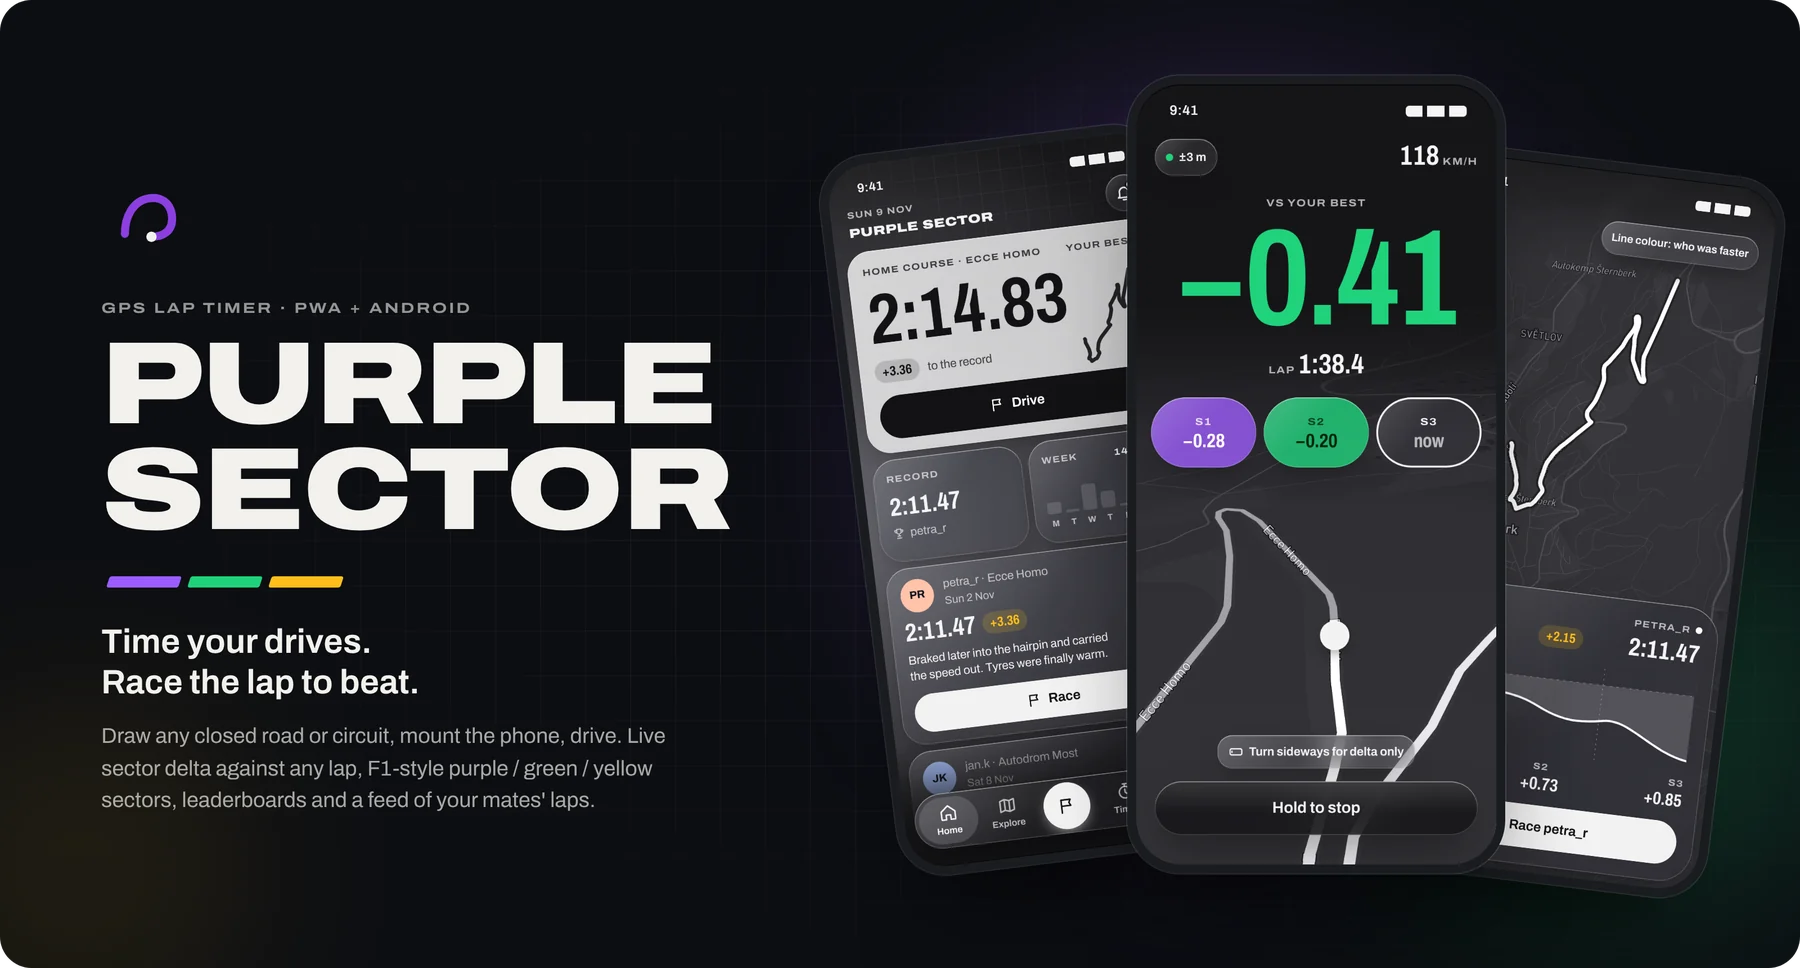 GPS LAP TIMER · PWA + ANDROID
PURPLE
SECTOR
Time your drives.
Race the lap to beat.
Draw any closed road or circuit, mount the phone, drive. Live
sector delta against any lap, F1-style purple / green / yellow
sectors, leaderboards and a feed of your mates' laps.
9:41
SUN 9 NOV
PURPLE SECTOR
HOME COURSE · ECCE HOMO
YOUR BES
2:14.83
+3.36 to the record
Drive
RECORD
2:11.47
petra_r
WEEK 14
M T W T
PR
petra_r · Ecce Homo
Sun 2 Nov
2:11.47 +3.36
Braked later into the hairpin and carried
the speed out. Tyres were finally warm.
Race
JK
jan.k · Autodrom Most
Sat 8 Nov
Home
Explore
9:41
±3 m
118 KM/H
VS YOUR BEST
−0.41
LAP 1:38.4
S1
−0.28
S2
−0.20
S3
now
Ecce Homo
Ecce Homo
Turn sideways for delta only
Hold to stop
Line colour: who was faster
Autokemp Šternberk
SVĚTLOV
rk
PETRA_R
+2.15
2:11.47
S2
+0.73
S3
+0.85
Race petra_r